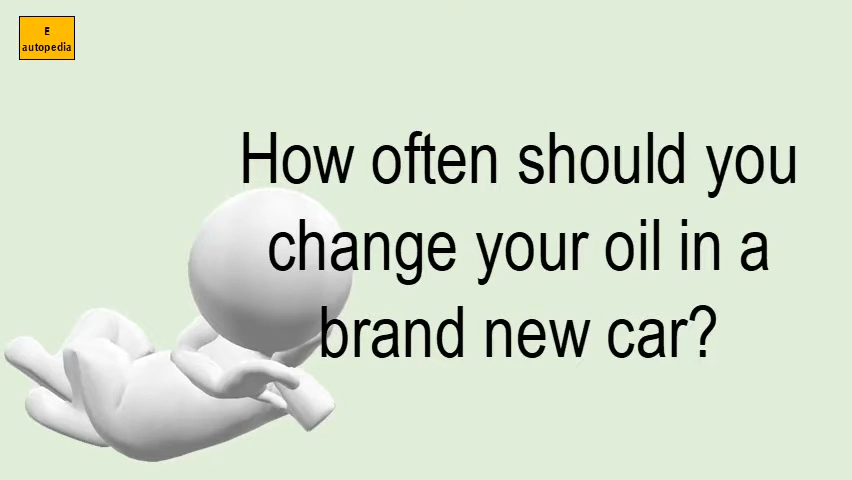 E
autopedia
How often should you
change your oil in a
brand new car?